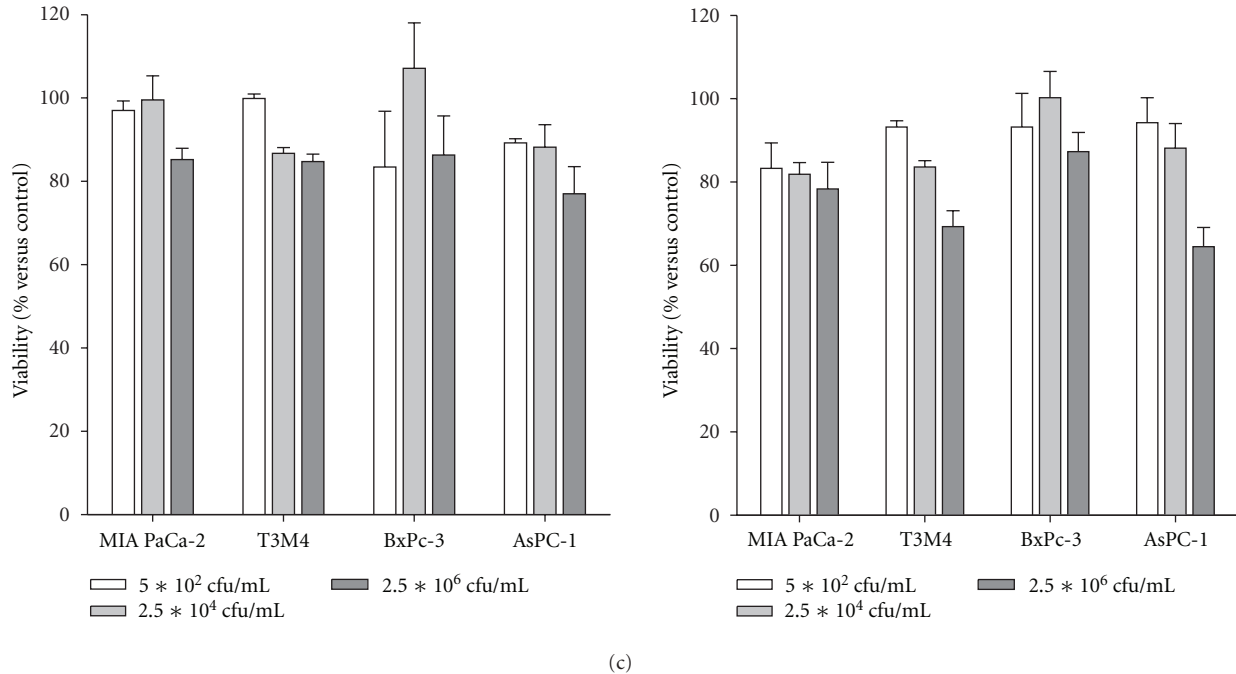 120
100
80
60
40
20
0
Viability (% versus control)
MIA PaCa-2 T3M4 BxPc-3 AsPC-1
5 ∗ 10² cfu/mL 2.5 ∗ 10⁶ cfu/mL
2.5 ∗ 10⁴ cfu/mL
120
100
80
60
40
20
0
Viability (% versus control)
MIA PaCa-2 T3M4 BxPc-3 AsPC-1
5 ∗ 10² cfu/mL 2.5 ∗ 10⁶ cfu/mL
2.5 ∗ 10⁴ cfu/mL
(c)